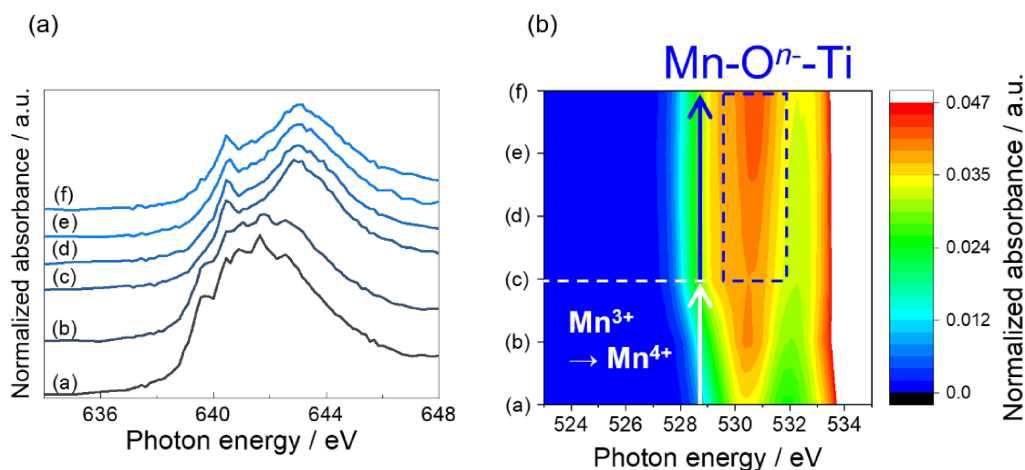 (a)
(b)
Normalized absorbance / a.u.
(f)
(e)
(d)
(c)
(b)
(a)
636
640
644
648
Photon energy / eV
Mn-Oⁿ⁻-Ti
(f)
(e)
(d)
(c)
(b)
(a)
Mn³⁺
→ Mn⁴⁺
524
526
528
530
532
534
Photon energy / eV
0.047
0.035
0.024
0.012
0.0
Normalized absorbance / a.u.